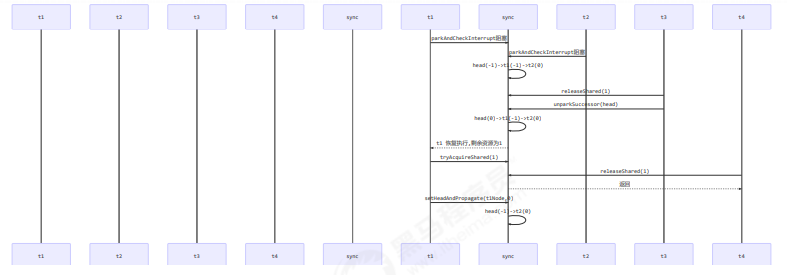 t1 t2 t3 t4 sync t1 sync t2 t3 t4
parkAndCheckInterrupt阻塞
parkAndCheckInterrupt阻塞
head(-1)->t1(-1)->t2(0)
releaseShared(1)
unparkSuccessor(head)
head(0)->t1(-1)->t2(0)
t1 恢复执行,剩余资源为1
tryAcquireShared(1)
releaseShared(1)
返回
setHeadAndPropagate(t1Node,0)
head(-1)->t2(0)
t1 t2 t3 t4 sync t1 sync t2 t3 t4
黑马程序员